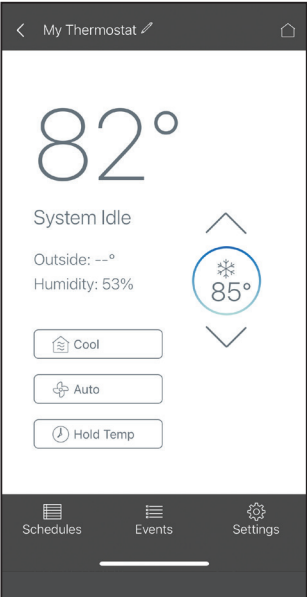 My Thermostat
82°
System Idle
Outside: --°
Humidity: 53%
85°
Cool
Auto
Hold Temp
Schedules
Events
Settings